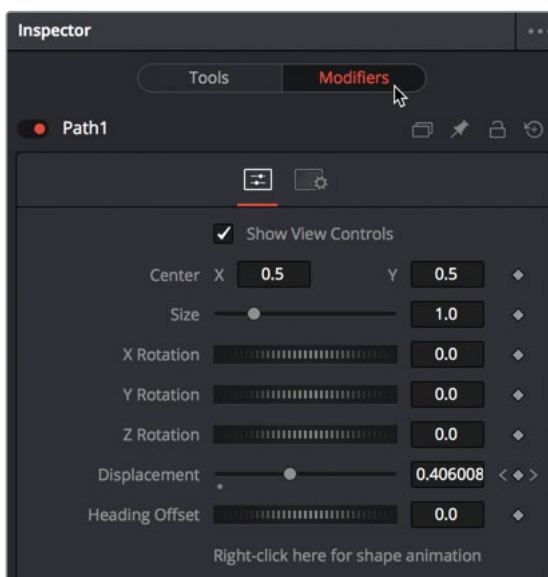 Inspector
Tools Modifiers
Path1
Show View Controls
Center X 0.5 Y 0.5
Size 1.0
X Rotation 0.0
Y Rotation 0.0
Z Rotation 0.0
Displacement 0.406008
Heading Offset 0.0
Right-click here for shape animation